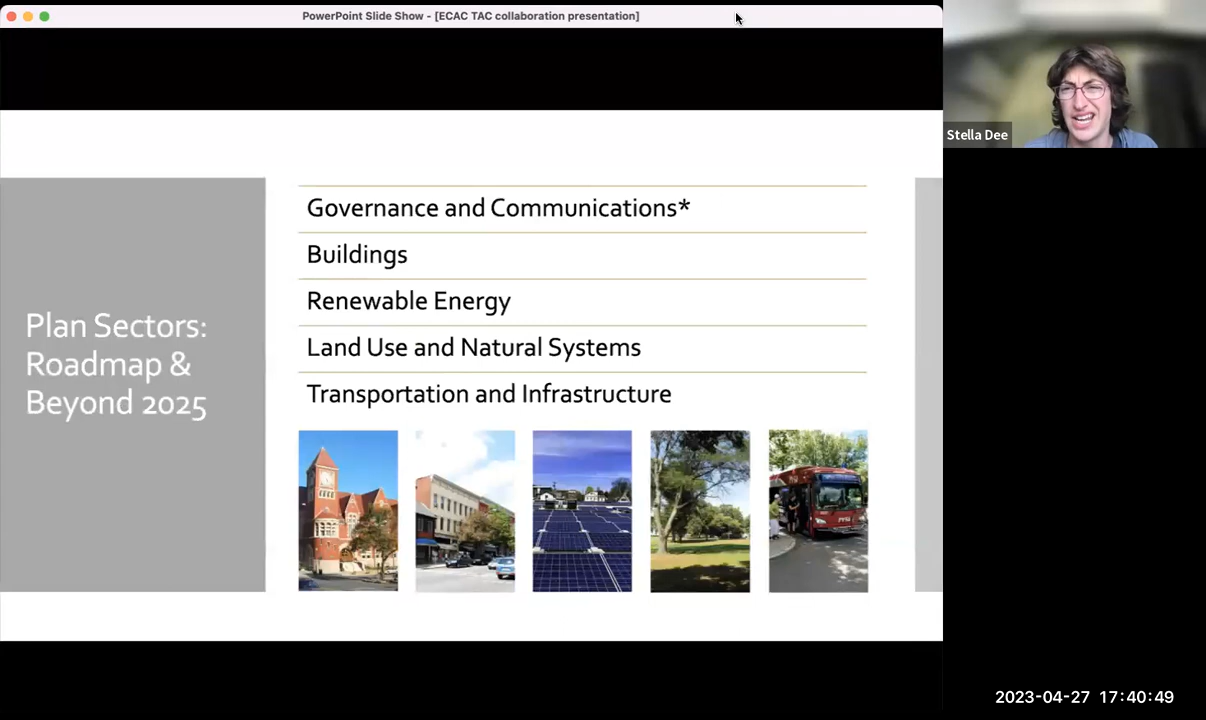 PowerPoint Slide Show - [ECAC TAC collaboration presentation]
Stella Dee
Governance and Communications*
Buildings
Renewable Energy
Land Use and Natural Systems
Transportation and Infrastructure
Plan Sectors:
Roadmap &
Beyond 2025
2023-04-27 17:40:49